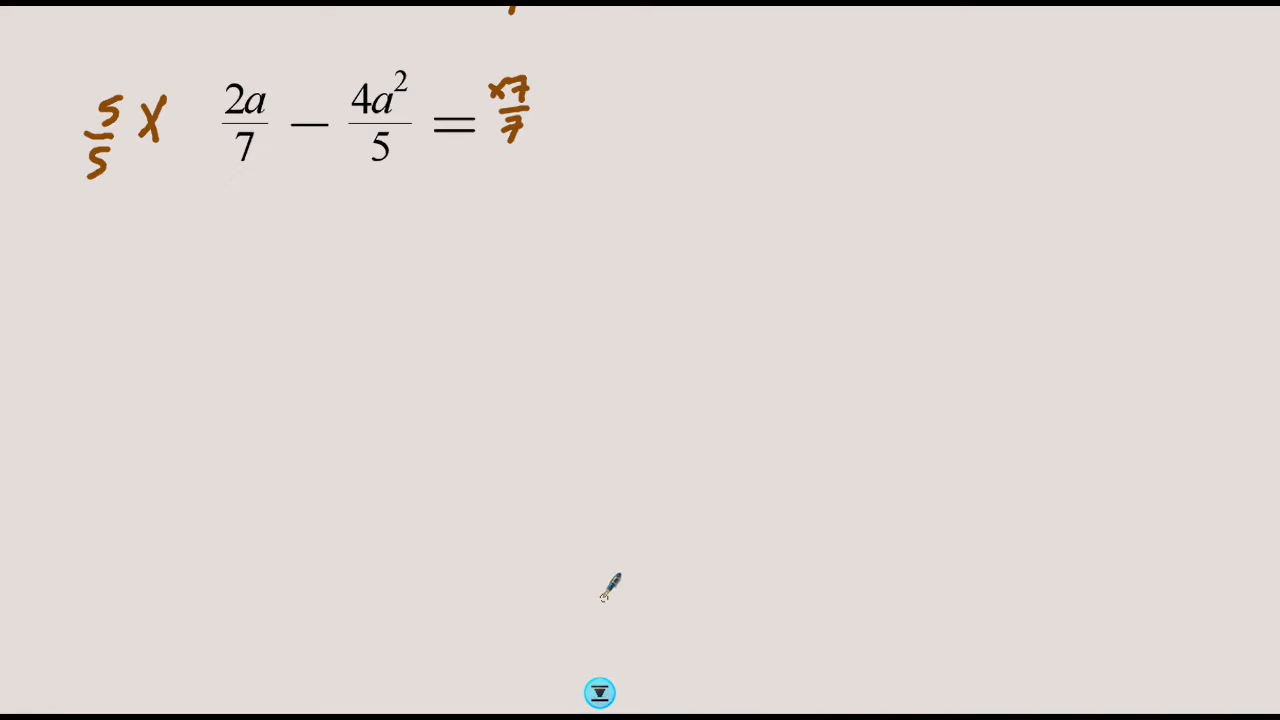 5/5 X 2a/7 − 4a²/5 = ×7/7